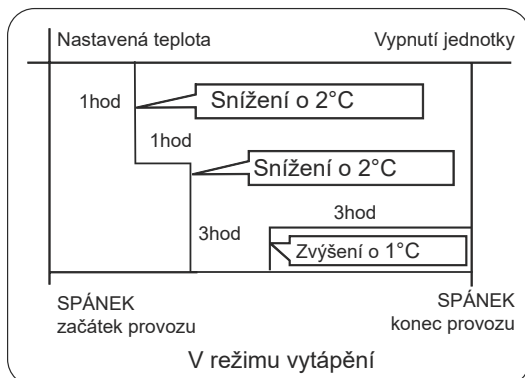 Nastavená teplota
Vypnutí jednotky
1hod
Snížení o 2°C
1hod
Snížení o 2°C
3hod
3hod
Zvýšení o 1°C
SPÁNEK
začátek provozu
SPÁNEK
konec provozu
V režimu vytápění